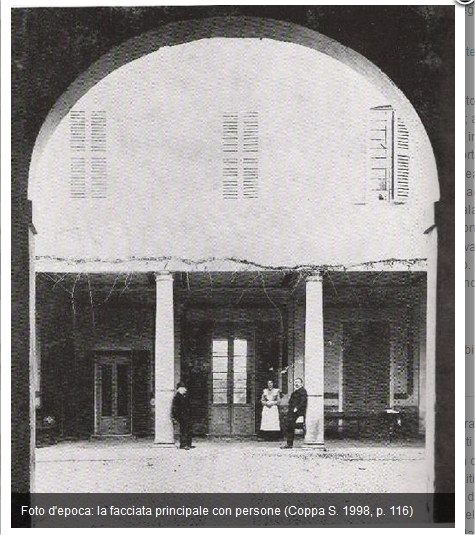 Foto d'epoca: la facciata principale con persone (Coppa S. 1998, p. 116)